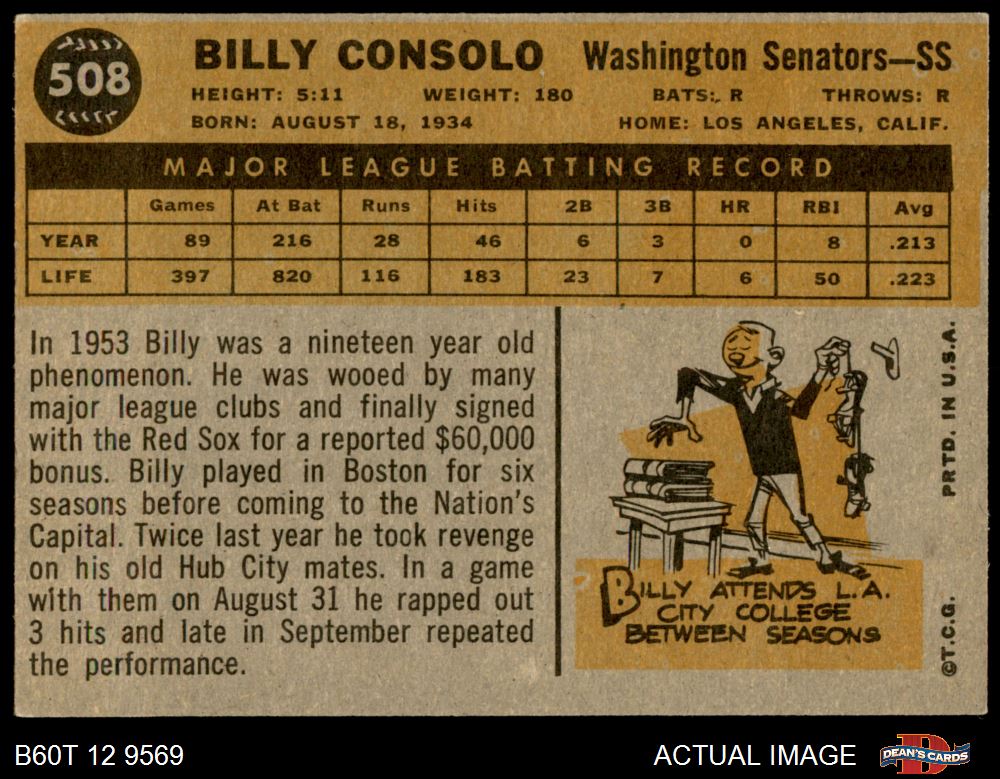 508
BILLY CONSOLO Washington Senators—SS
HEIGHT: 5:11 WEIGHT: 180 BATS: R THROWS: R
BORN: AUGUST 18, 1934 HOME: LOS ANGELES, CALIF.
MAJOR LEAGUE BATTING RECORD
Games At Bat Runs Hits 2B 3B HR RBI Avg
YEAR 89 216 28 46 6 3 0 8 .213
LIFE 397 820 116 183 23 7 6 50 .223
In 1953 Billy was a nineteen year old
phenomenon. He was wooed by many
major league clubs and finally signed
with the Red Sox for a reported $60,000
bonus. Billy played in Boston for six
seasons before coming to the Nation's
Capital. Twice last year he took revenge
on his old Hub City mates. In a game
with them on August 31 he rapped out
3 hits and late in September repeated
the performance.
BILLY ATTENDS L.A.
CITY COLLEGE
BETWEEN SEASONS
©T.C.G. PRTD. IN U.S.A.
B60T 12 9569 ACTUAL IMAGE DEAN'S CARDS